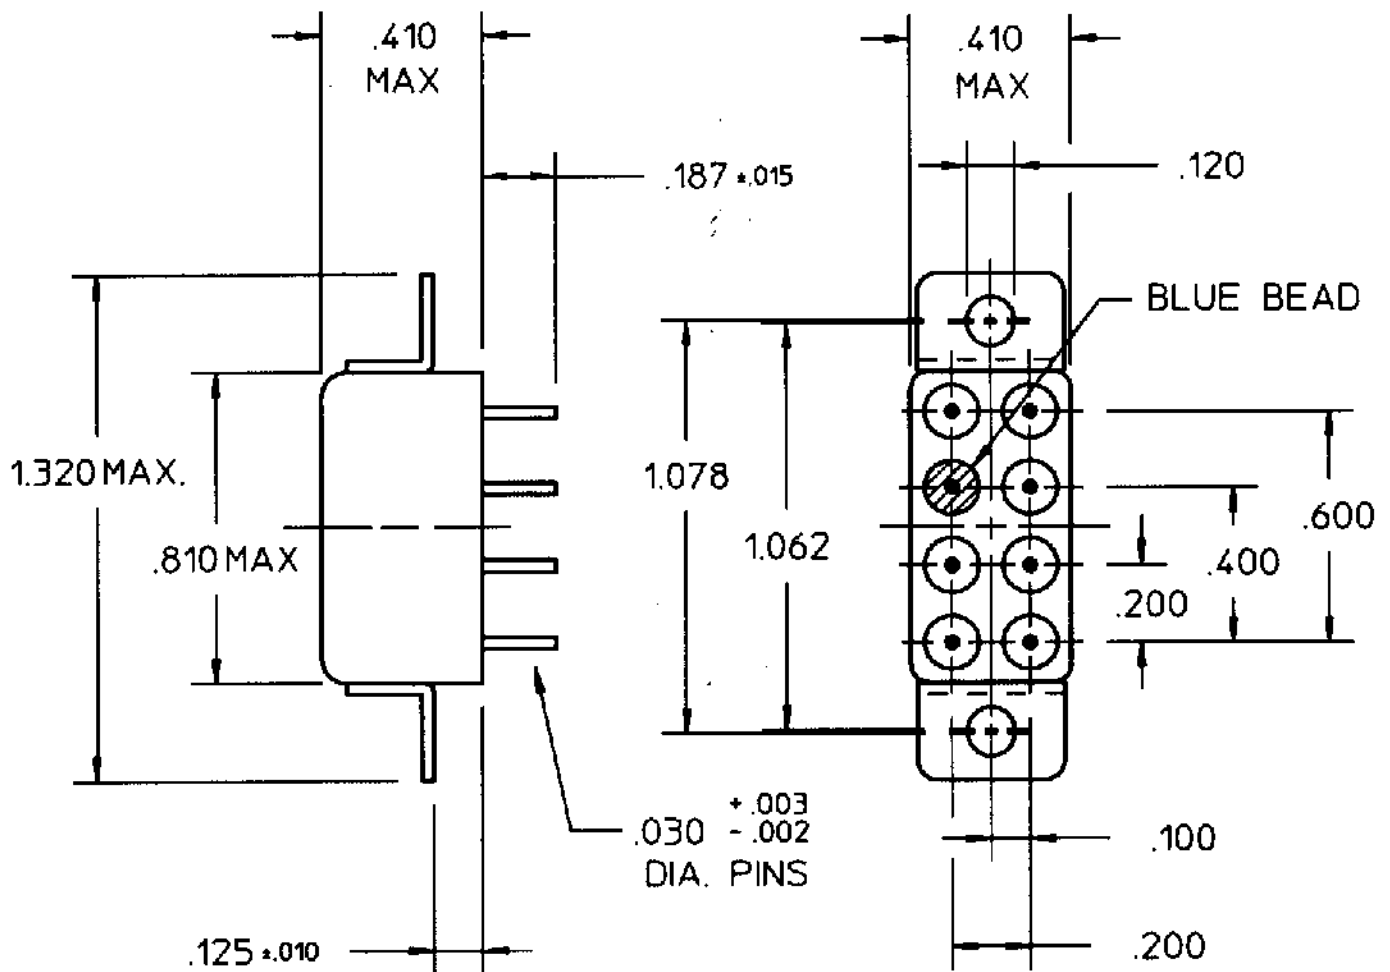 .410
MAX
.410
MAX
.187 ±.015
.120
BLUE BEAD
1.320 MAX.
1.078
.810 MAX
1.062
.600
.400
.200
.030 + .003
- .002
DIA. PINS
.100
.125 ±.010
.200